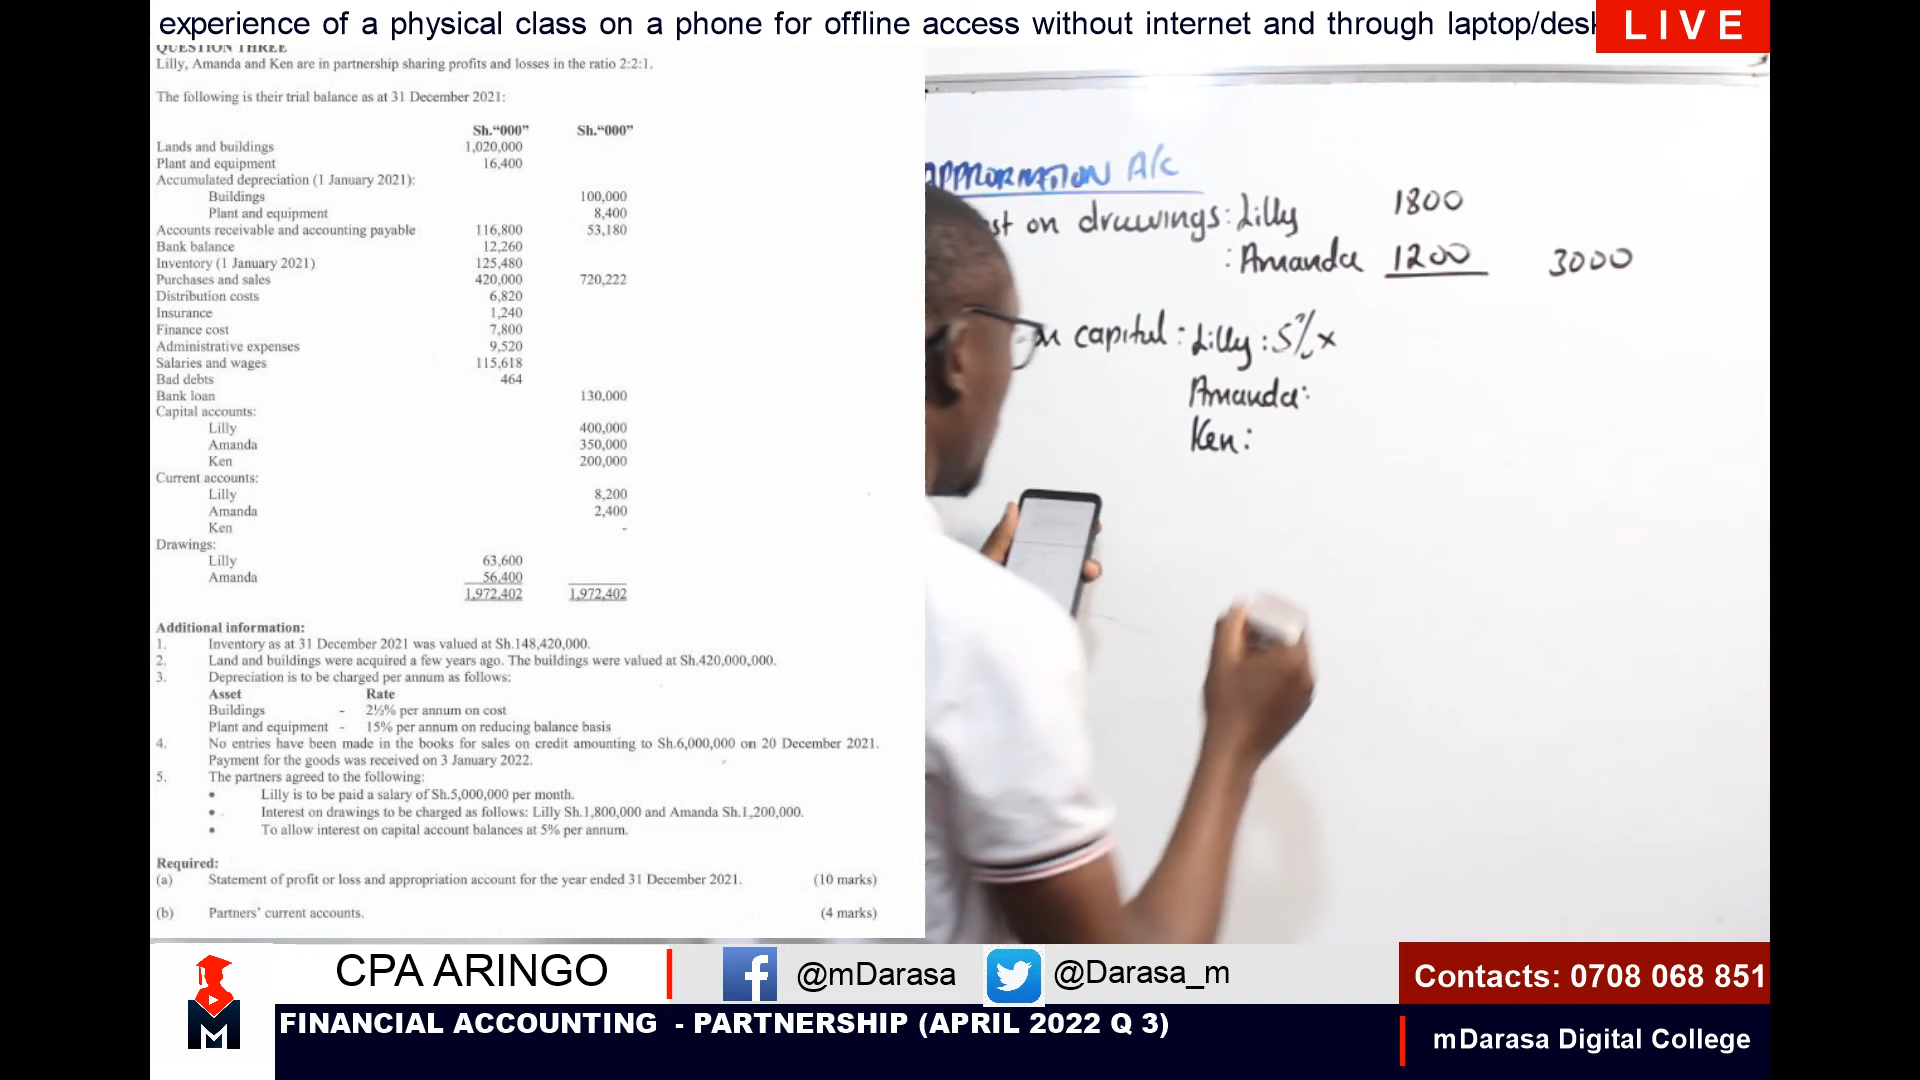 experience of a physical class on a phone for offline access without internet and through laptop/desk
LIVE
QUESTION THREE
Lilly, Amanda and Ken are in partnership sharing profits and losses in the ratio 2:2:1.
The following is their trial balance as at 31 December 2021:
Sh.“000” Sh.“000”
Lands and buildings 1,020,000
Plant and equipment 16,400
Accumulated depreciation (1 January 2021):
Buildings 100,000
Plant and equipment 8,400
Accounts receivable and accounting payable 116,800 53,180
Bank balance 12,260
Inventory (1 January 2021) 125,480
Purchases and sales 420,000 720,222
Distribution costs 6,820
Insurance 1,240
Finance cost 7,800
Administrative expenses 9,520
Salaries and wages 115,618
Bad debts 464
Bank loan 130,000
Capital accounts:
Lilly 400,000
Amanda 350,000
Ken 200,000
Current accounts:
Lilly 8,200
Amanda 2,400
Ken -
Drawings:
Lilly 63,600
Amanda 56,400
1,972,402 1,972,402
Additional information:
1. Inventory as at 31 December 2021 was valued at Sh.148,420,000.
2. Land and buildings were acquired a few years ago. The buildings were valued at Sh.420,000,000.
3. Depreciation is to be charged per annum as follows:
Asset Rate
Buildings - 2½% per annum on cost
Plant and equipment - 15% per annum on reducing balance basis
4. No entries have been made in the books for sales on credit amounting to Sh.6,000,000 on 20 December 2021.
Payment for the goods was received on 3 January 2022.
5. The partners agreed to the following:
• Lilly is to be paid a salary of Sh.5,000,000 per month.
• Interest on drawings to be charged as follows: Lilly Sh.1,800,000 and Amanda Sh.1,200,000.
• To allow interest on capital account balances at 5% per annum.
Required:
(a) Statement of profit or loss and appropriation account for the year ended 31 December 2021. (10 marks)
(b) Partners’ current accounts. (4 marks)
A/c
st on drawings: Lilly 1800
: Amanda 1200 3000
capital: Lilly: 5% x
Amanda:
Ken:
CPA ARINGO
@mDarasa
@Darasa_m
Contacts: 0708 068 851
M
FINANCIAL ACCOUNTING - PARTNERSHIP (APRIL 2022 Q 3)
mDarasa Digital College